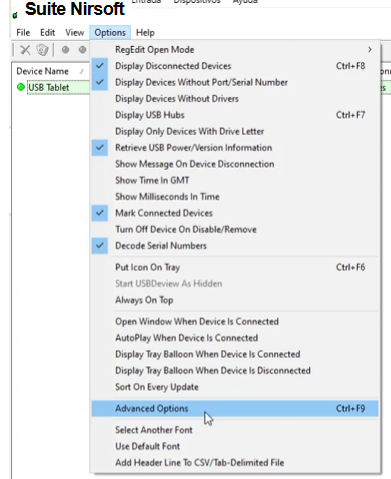 Entrada Dispositivos Ayuda
Suite Nirsoft
File Edit View Options Help
RegEdit Open Mode
Device Name
Display Disconnected Devices Ctrl+F8
USB Tablet
Display Devices Without Port/Serial Number
Display Devices Without Drivers
Display USB Hubs Ctrl+F7
Display Only Devices With Drive Letter
Retrieve USB Power/Version Information
Show Message On Device Disconnection
Show Time In GMT
Show Milliseconds In Time
Mark Connected Devices
Turn Off Device On Disable/Remove
Decode Serial Numbers
Put Icon On Tray Ctrl+F6
Start USBDeview As Hidden
Always On Top
Open Window When Device Is Connected
AutoPlay When Device Is Connected
Display Tray Balloon When Device Is Connected
Display Tray Balloon When Device Is Disconnected
Sort On Every Update
Advanced Options Ctrl+F9
Select Another Font
Use Default Font
Add Header Line To CSV/Tab-Delimited File